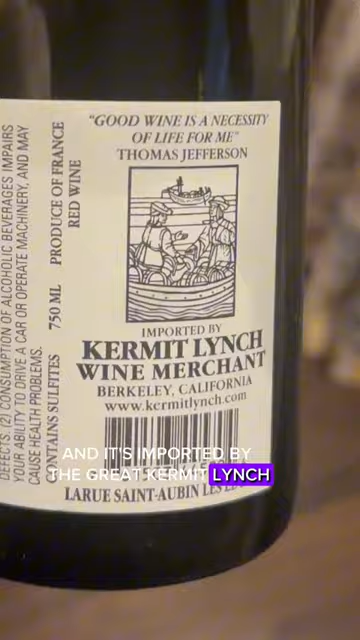 "GOOD WINE IS A NECESSITY
OF LIFE FOR ME"
THOMAS JEFFERSON
IMPORTED BY
KERMIT LYNCH
WINE MERCHANT
BERKELEY, CALIFORNIA
www.kermitlynch.com
LARUE SAINT-AUBIN LES
RED WINE
PRODUCE OF FRANCE
750 ML
CONTAINS SULFITES
DEFECTS. (2) CONSUMPTION OF ALCOHOLIC BEVERAGES IMPAIRS
YOUR ABILITY TO DRIVE A CAR OR OPERATE MACHINERY, AND MAY
CAUSE HEALTH PROBLEMS.
AND IT'S IMPORTED BY
THE GREAT KERMIT LYNCH